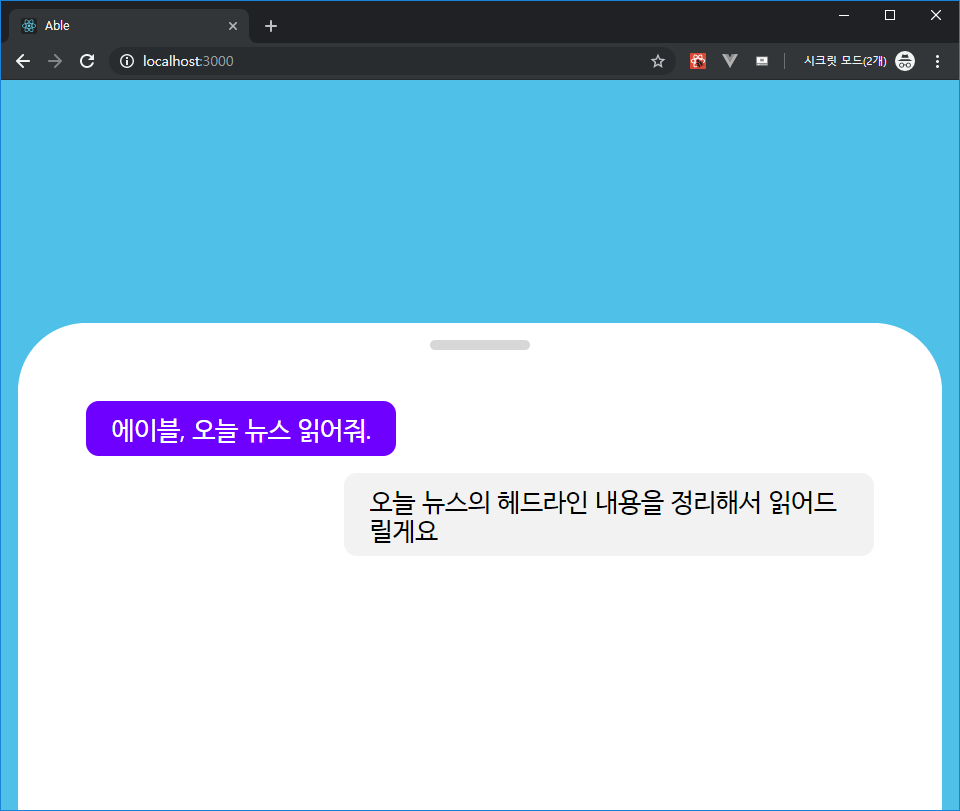 Able
localhost:3000
시크릿 모드(2개)
에이블, 오늘 뉴스 읽어줘.
오늘 뉴스의 헤드라인 내용을 정리해서 읽어드
릴게요